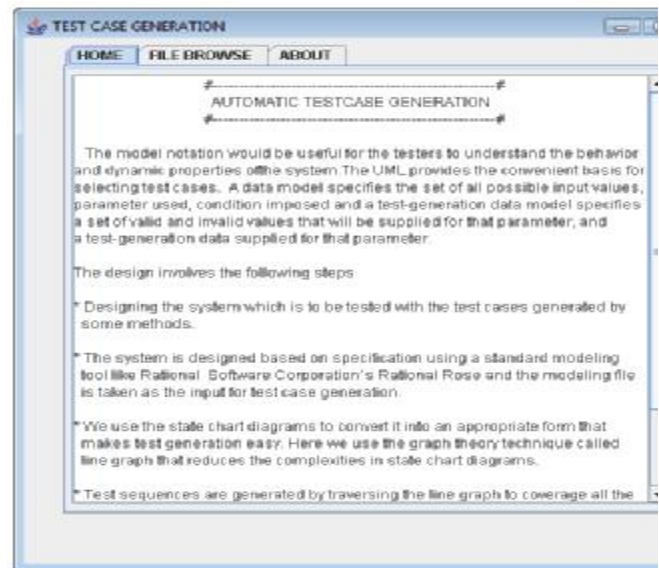 TEST CASE GENERATION
HOME FILE BROWSE ABOUT
#---------------------------------------------------#
AUTOMATIC TESTCASE GENERATION
#---------------------------------------------------#
The model notation would be useful for the testers to understand the behavior
and dynamic properties ofthe system.The UML provides the convenient basis for
selecting test cases. A data model specifies the set of all possible input values,
parameter used, condition imposed and a test-generation data model specifies
a set of valid and invalid values that will be supplied for that parameter, and
a test-generation data supplied for that parameter.
The design involves the following steps
* Designing the system which is to be tested with the test cases generated by
some methods.
* The system is designed based on specification using a standard modeling
tool like Rational Software Corporation's Rational Rose and the modeling file
is taken as the input for test case generation.
* We use the state chart diagrams to convert it into an appropriate form that
makes test generation easy. Here we use the graph theory technique called
line graph that reduces the complexities in state chart diagrams.
* Test sequences are generated by traversing the line graph to coverage all the